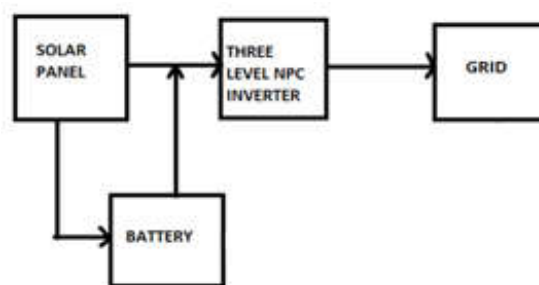 SOLAR
PANEL
THREE
LEVEL NPC
INVERTER
GRID
BATTERY